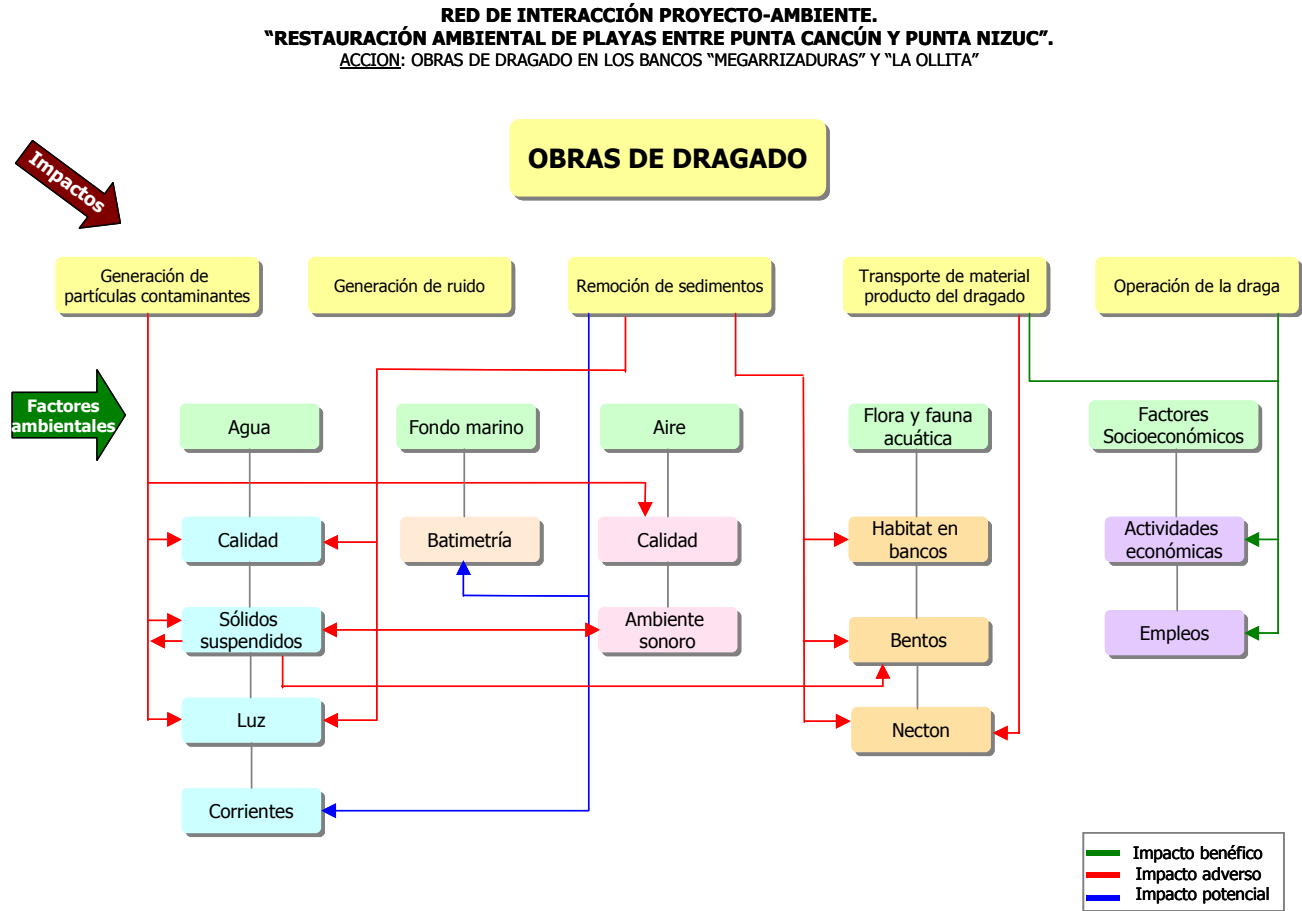 RED DE INTERACCIÓN PROYECTO-AMBIENTE.
“RESTAURACIÓN AMBIENTAL DE PLAYAS ENTRE PUNTA CANCÚN Y PUNTA NIZUC”.
ACCION: OBRAS DE DRAGADO EN LOS BANCOS “MEGARRIZADURAS” Y “LA OLLITA”
OBRAS DE DRAGADO
Impactos
Generación de
partículas contaminantes
Generación de ruido
Remoción de sedimentos
Transporte de material
producto del dragado
Operación de la draga
Factores
ambientales
Agua
Fondo marino
Aire
Flora y fauna
acuática
Factores
Socioeconómicos
Calidad
Batimetría
Calidad
Habitat en
bancos
Actividades
económicas
Sólidos
suspendidos
Ambiente
sonoro
Bentos
Empleos
Luz
Necton
Corrientes
Impacto benéfico
Impacto adverso
Impacto potencial